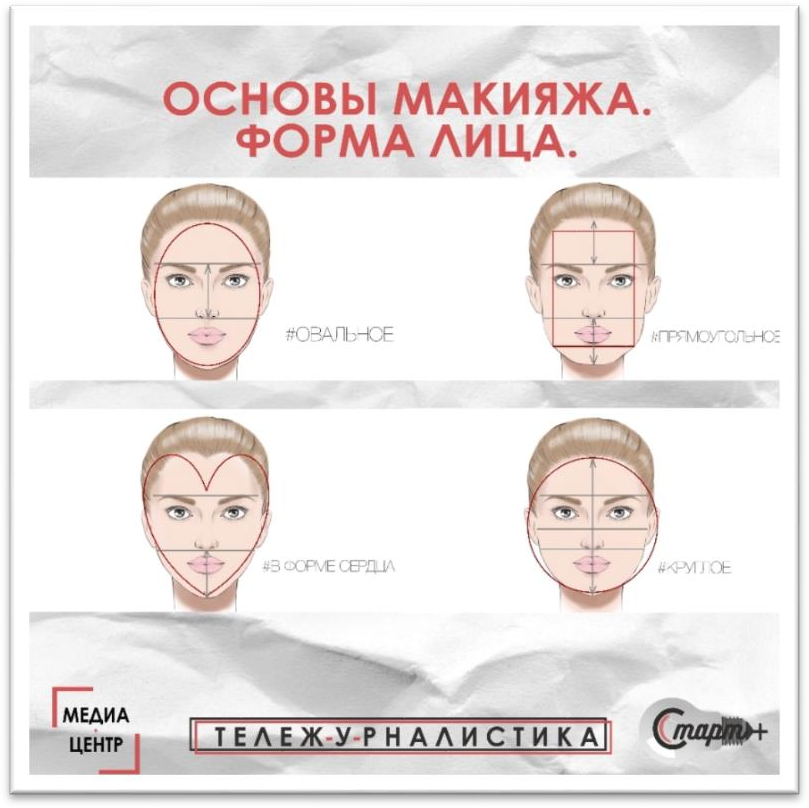 ОСНОВЫ МАКИЯЖА.
ФОРМА ЛИЦА.
#ОВАЛЬНОЕ
#ПРЯМОУГОЛЬНОЕ
#В ФОРМЕ СЕРДЦА
#КРУГЛОЕ
МЕДИА
ЦЕНТР
ТЕЛЕЖ-У-РНАЛИСТИКА
Старт+